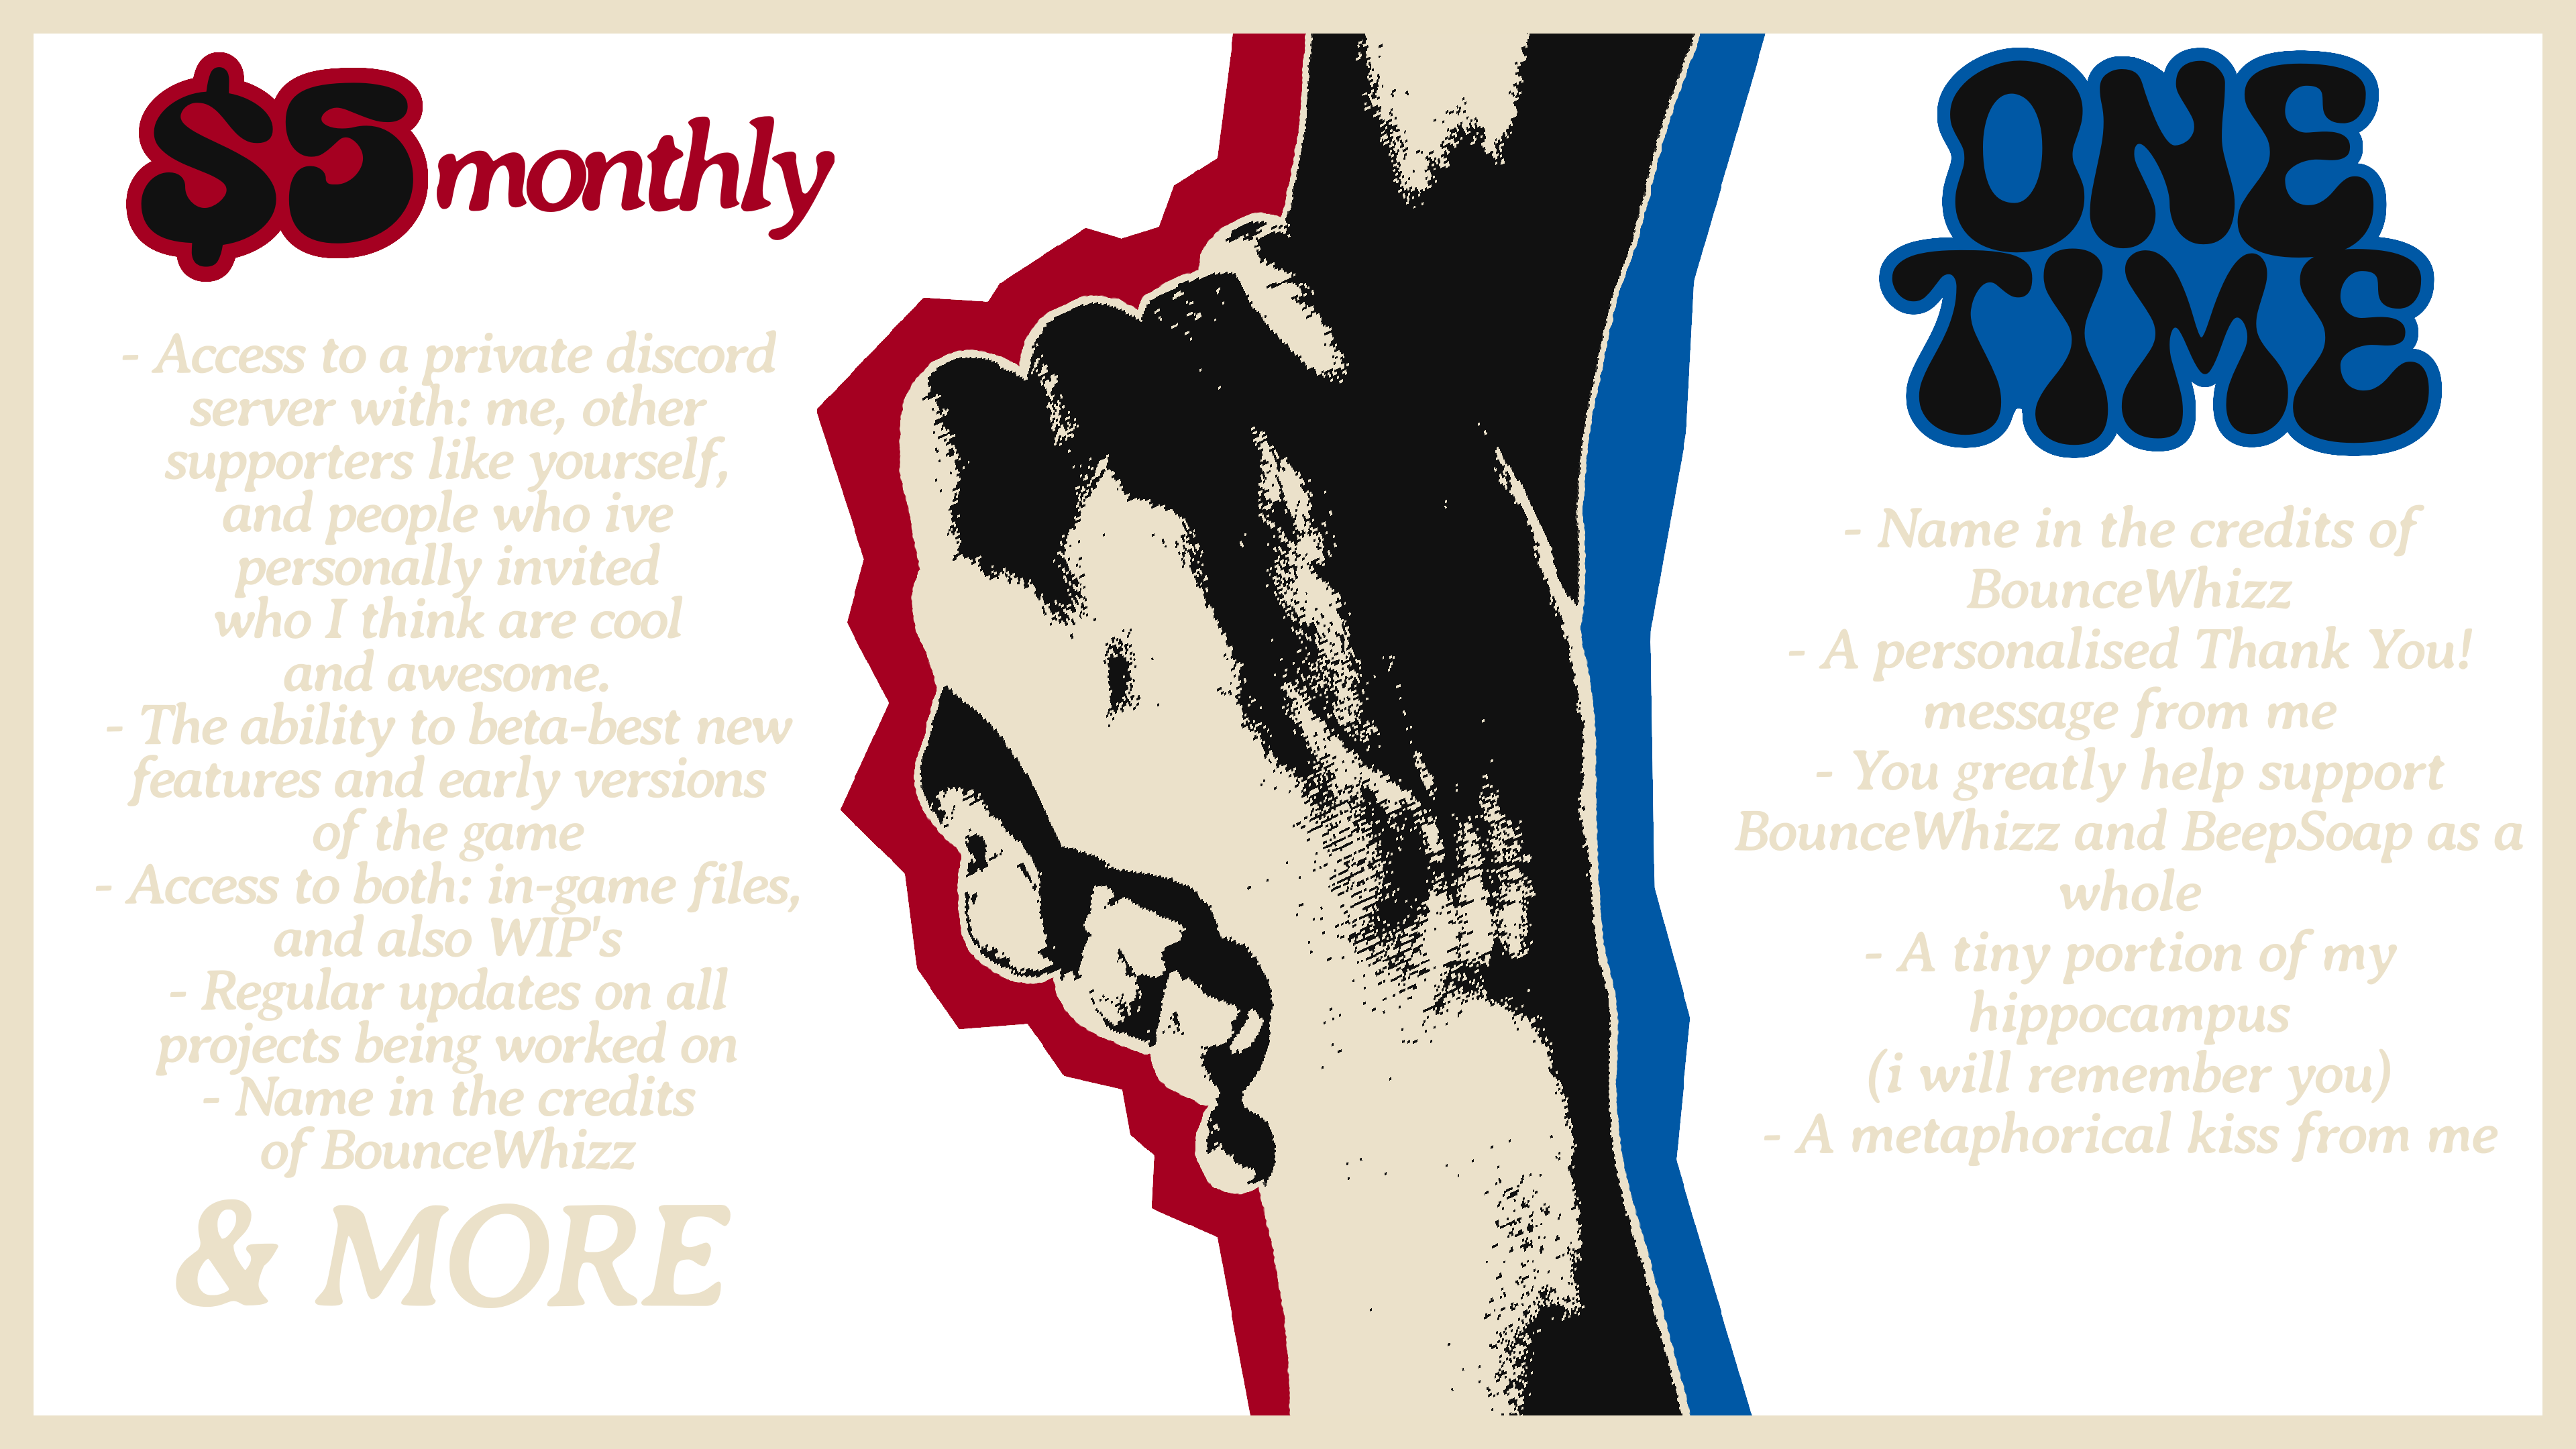 $5 monthly
- Access to a private discord
server with: me, other
supporters like yourself,
and people who ive
personally invited
who I think are cool
and awesome.
- The ability to beta-best new
features and early versions
of the game
- Access to both: in-game files,
and also WIP's
- Regular updates on all
projects being worked on
- Name in the credits
of BounceWhizz
& MORE
ONE
TIME
- Name in the credits of
BounceWhizz
- A personalised Thank You!
message from me
- You greatly help support
BounceWhizz and BeepSoap as a
whole
- A tiny portion of my
hippocampus
(i will remember you)
- A metaphorical kiss from me